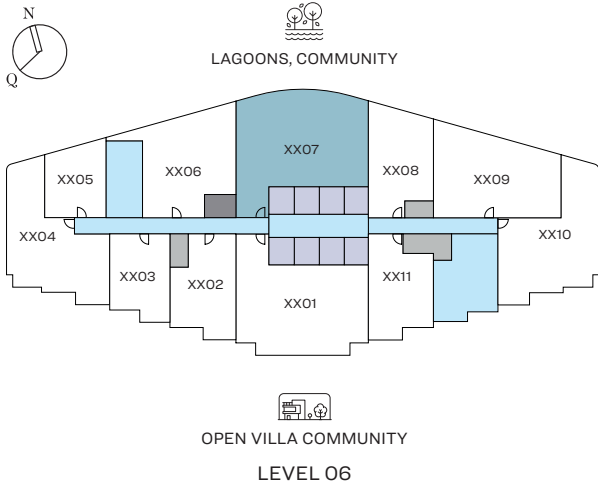 N
Q
LAGOONS, COMMUNITY
XX07
XX06
XX08
XX05
XX09
XX04
XX10
XX03
XX02
XX11
XX01
OPEN VILLA COMMUNITY
LEVEL 06